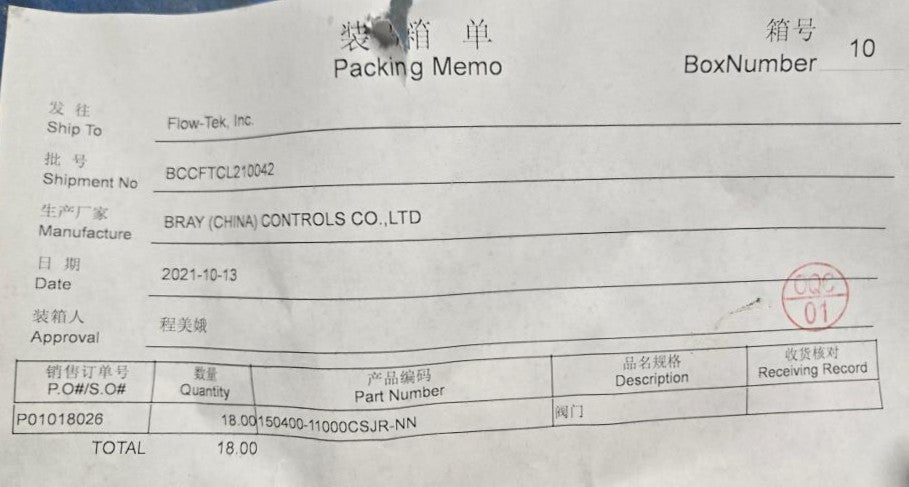 装 箱 单
箱号
Packing Memo
BoxNumber 10
发 往
Ship To Flow-Tek, Inc.
批 号
Shipment No BCCFTCL210042
生产厂家
Manufacture BRAY (CHINA) CONTROLS CO.,LTD
日 期
Date 2021-10-13
OQC
01
装箱人
Approval 程美娥
销售订单号 数量 产品编码 品名规格 收货核对
P.O#/S.O# Quantity Part Number Description Receiving Record
P01018026 18.00 150400-11000CSJR-NN 阀门
TOTAL 18.00